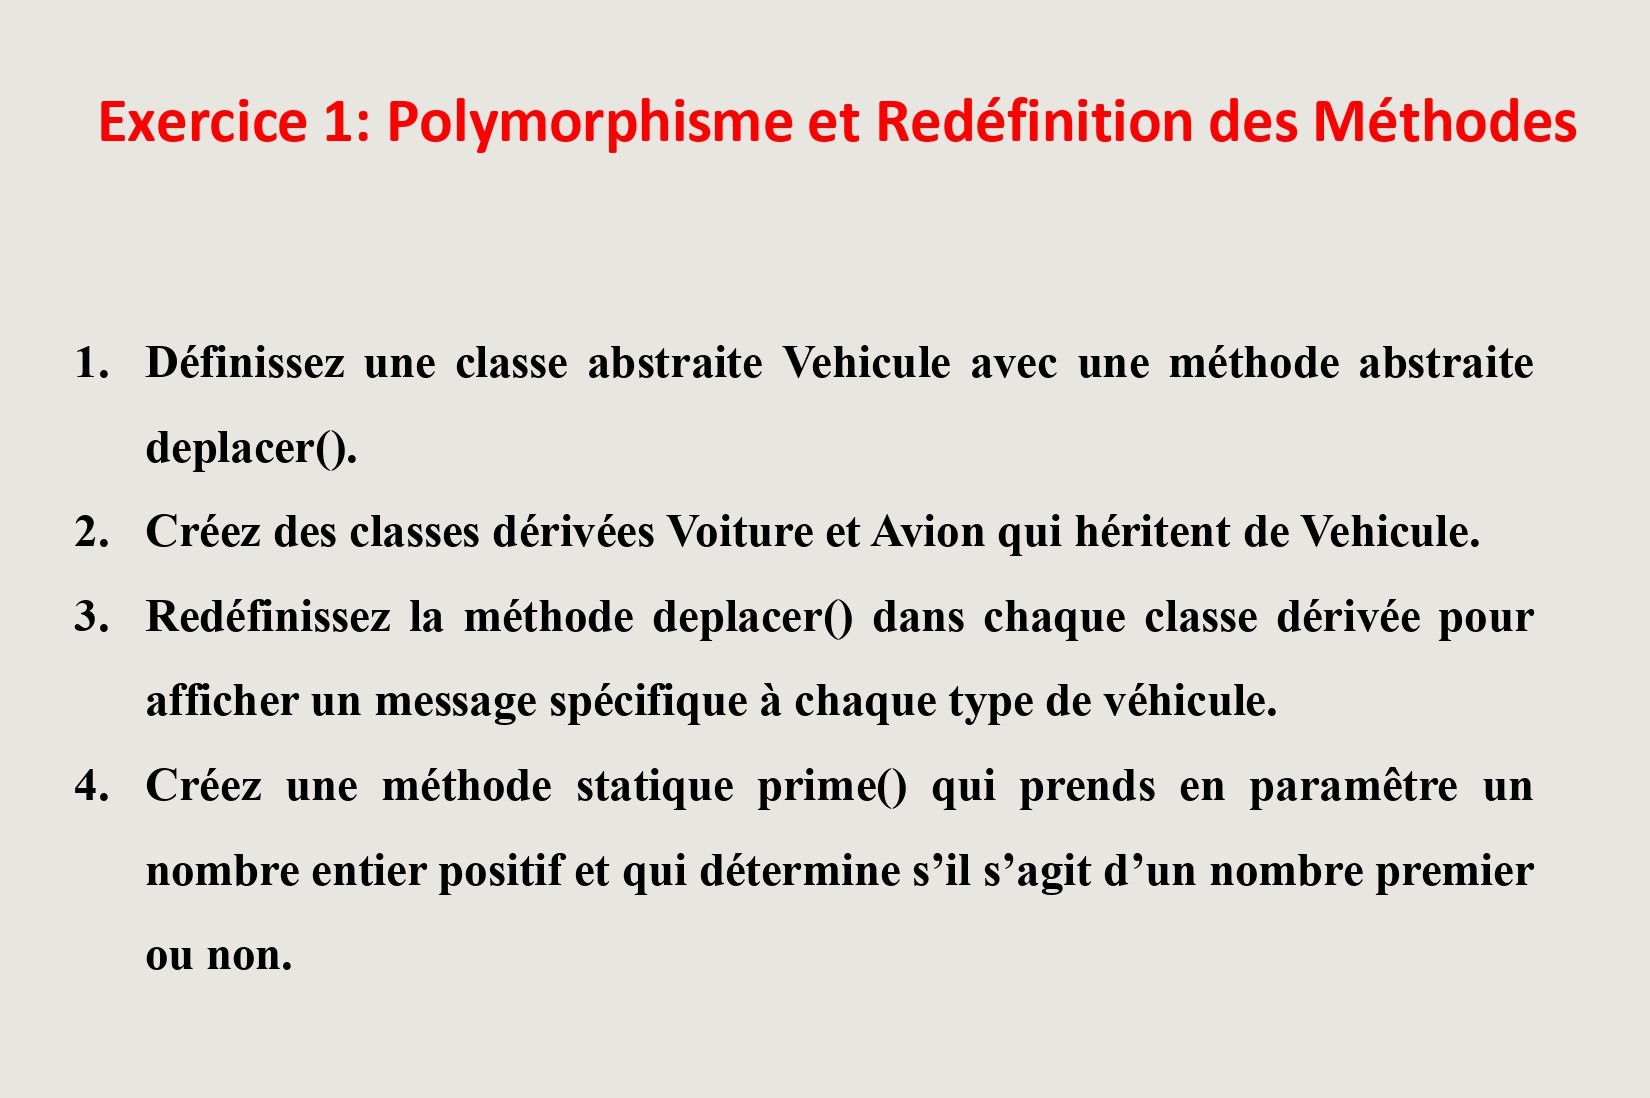 Exercice 1: Polymorphisme et Redéfinition des Méthodes
1. Définissez une classe abstraite Vehicule avec une méthode abstraite
deplacer().
2. Créez des classes dérivées Voiture et Avion qui héritent de Vehicule.
3. Redéfinissez la méthode deplacer() dans chaque classe dérivée pour
afficher un message spécifique à chaque type de véhicule.
4. Créez une méthode statique prime() qui prends en paramêtre un
nombre entier positif et qui détermine s’il s’agit d’un nombre premier
ou non.